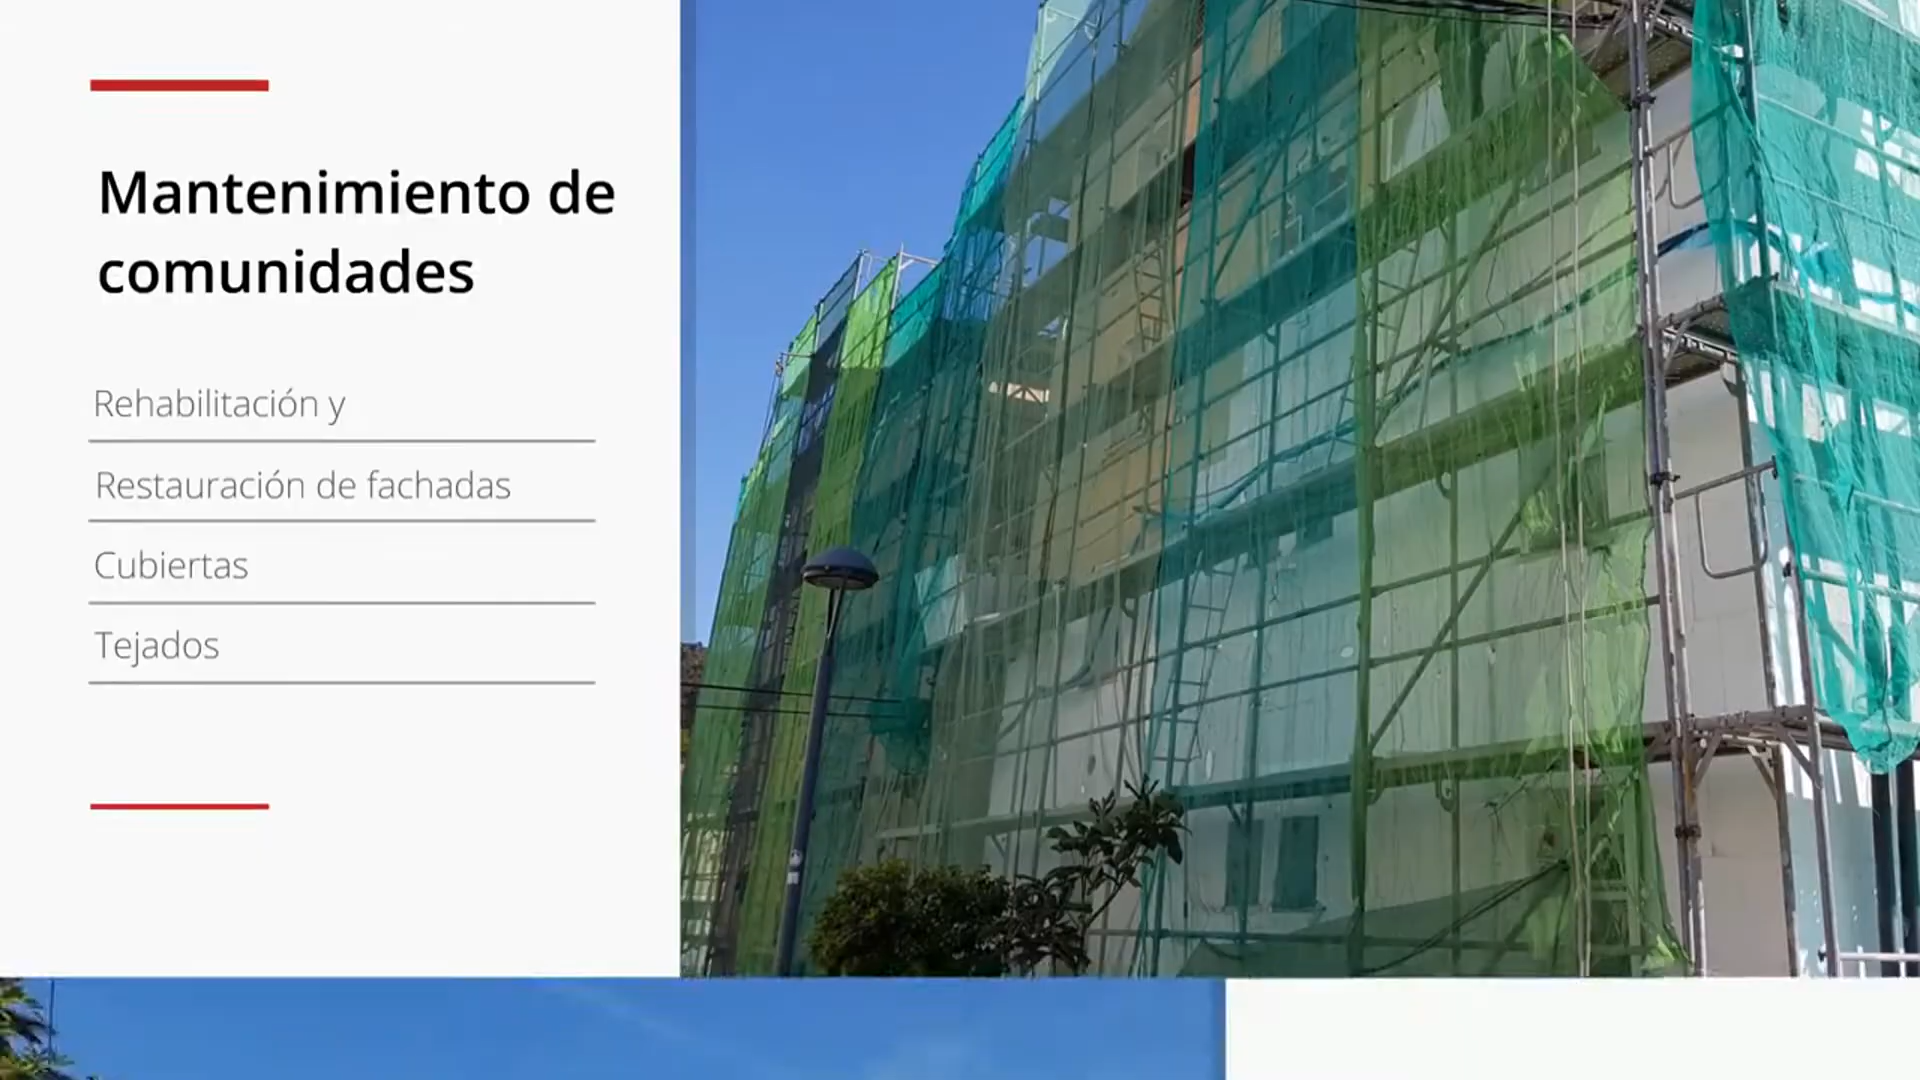 Mantenimiento de
comunidades
Rehabilitación y
Restauración de fachadas
Cubiertas
Tejados